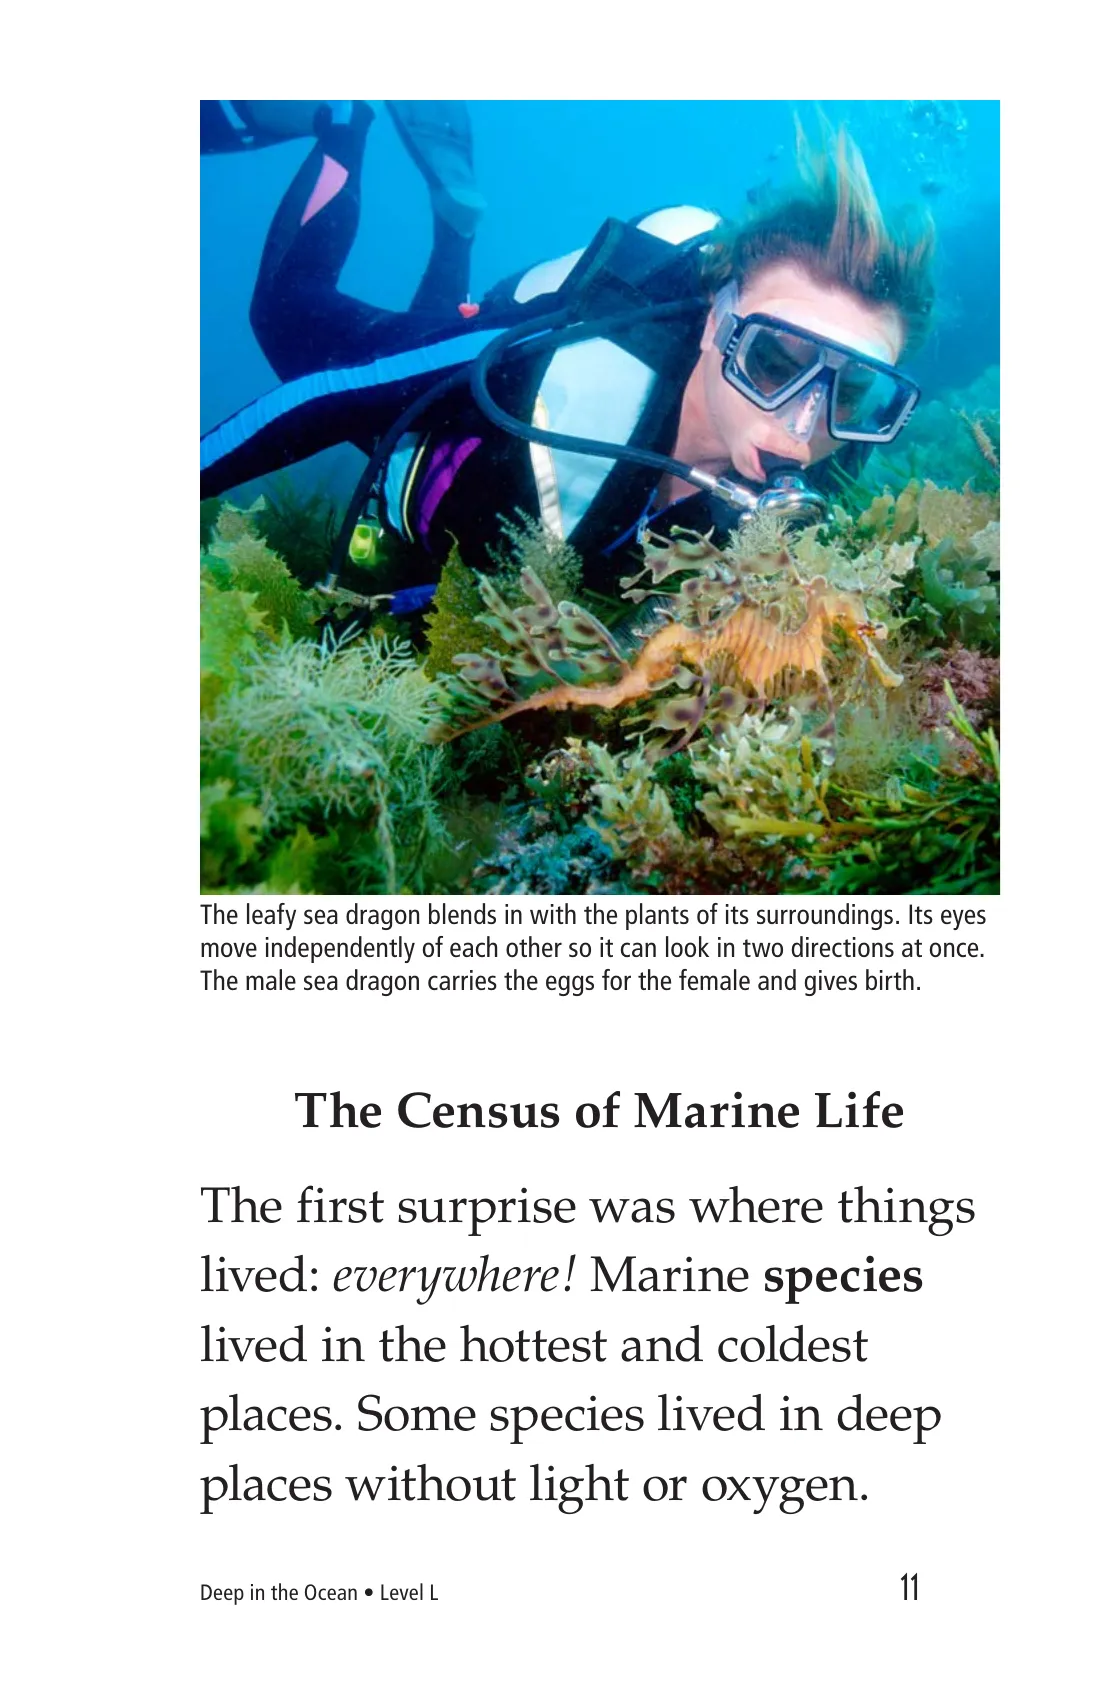 The leafy sea dragon blends in with the plants of its surroundings. Its eyes
move independently of each other so it can look in two directions at once.
The male sea dragon carries the eggs for the female and gives birth.
The Census of Marine Life
The first surprise was where things
lived: everywhere! Marine species
lived in the hottest and coldest
places. Some species lived in deep
places without light or oxygen.
Deep in the Ocean • Level L
11